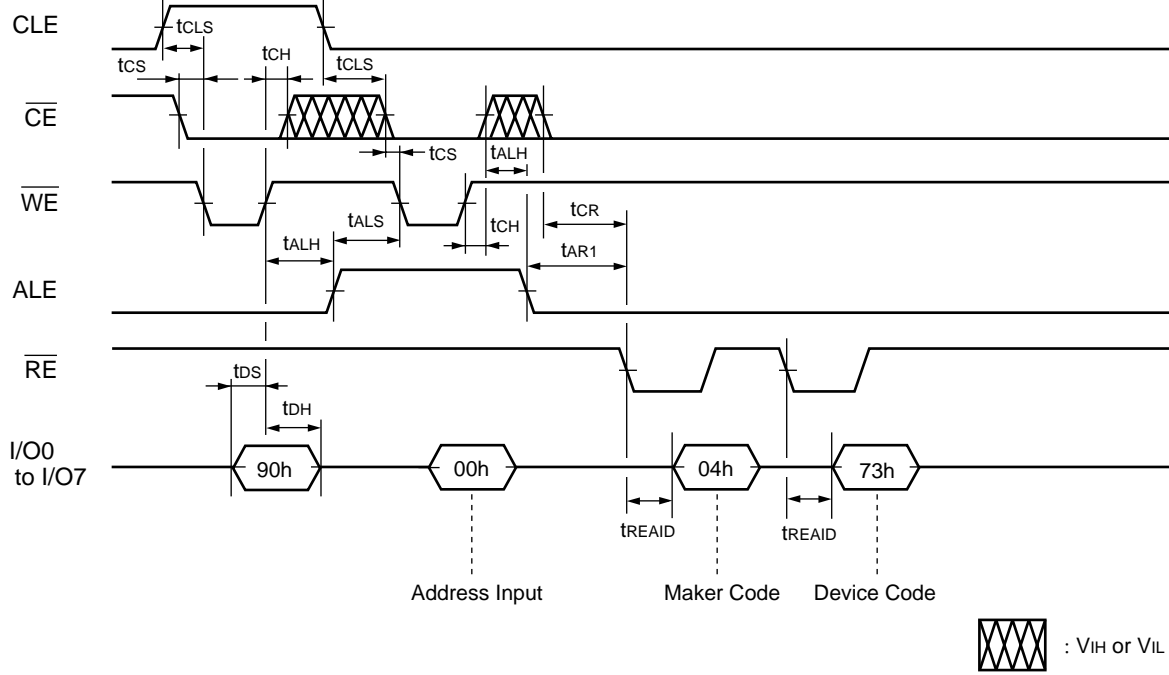 CLE
tCLS
tCS
tCH
tCLS
CE
tCS
tALH
WE
tCH
tCR
tALH
tALS
tAR1
ALE
RE
tDS
tDH
I/O0
to I/O7
90h
00h
04h
73h
tREAID
tREAID
Address Input
Maker Code
Device Code
: VIH or VIL